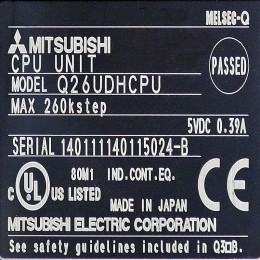 MELSEC-Q
MITSUBISHI
CPU UNIT
PASSED
MODEL Q26UDHCPU
MAX 260kstep
5VDC 0.39A
SERIAL 140111140115024-B
80M1 IND.CONT.EQ.
C UL US LISTED CE
MADE IN JAPAN
MITSUBISHI ELECTRIC CORPORATION
See safety guidelines included in Q3□B.